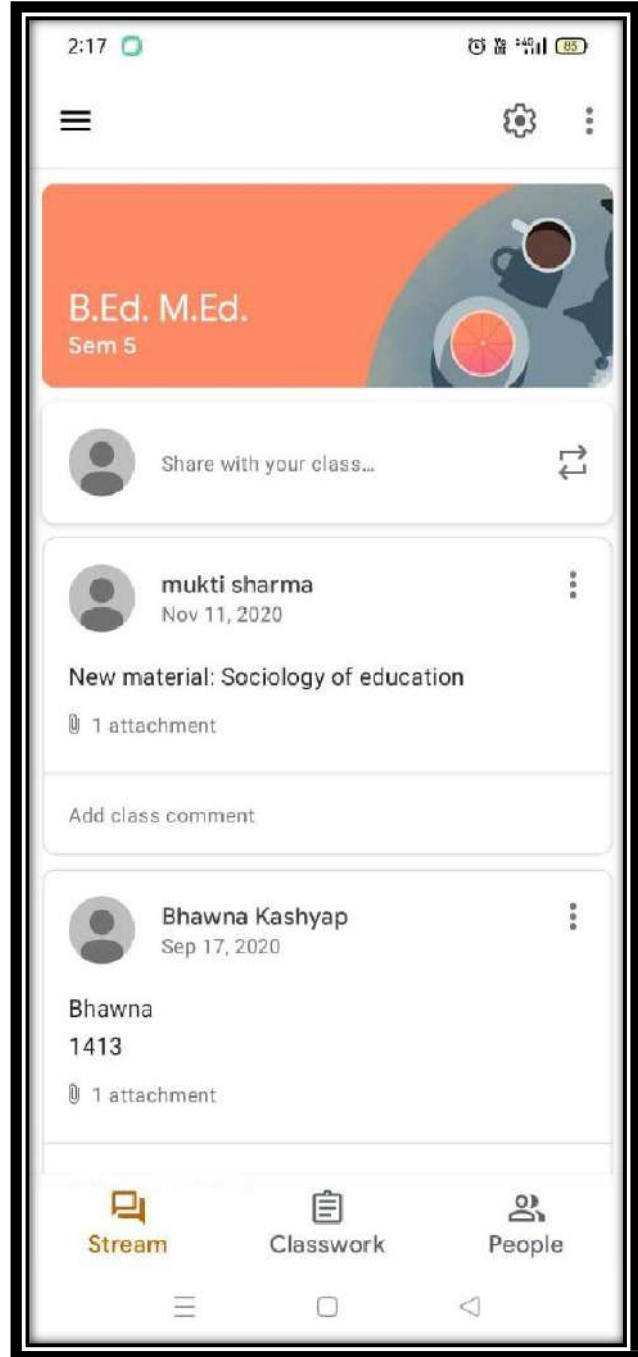 2:17
85
B.Ed. M.Ed.
Sem 5
Share with your class...
mukti sharma
Nov 11, 2020
New material: Sociology of education
1 attachment
Add class comment
Bhawna Kashyap
Sep 17, 2020
Bhawna
1413
1 attachment
Stream
Classwork
People